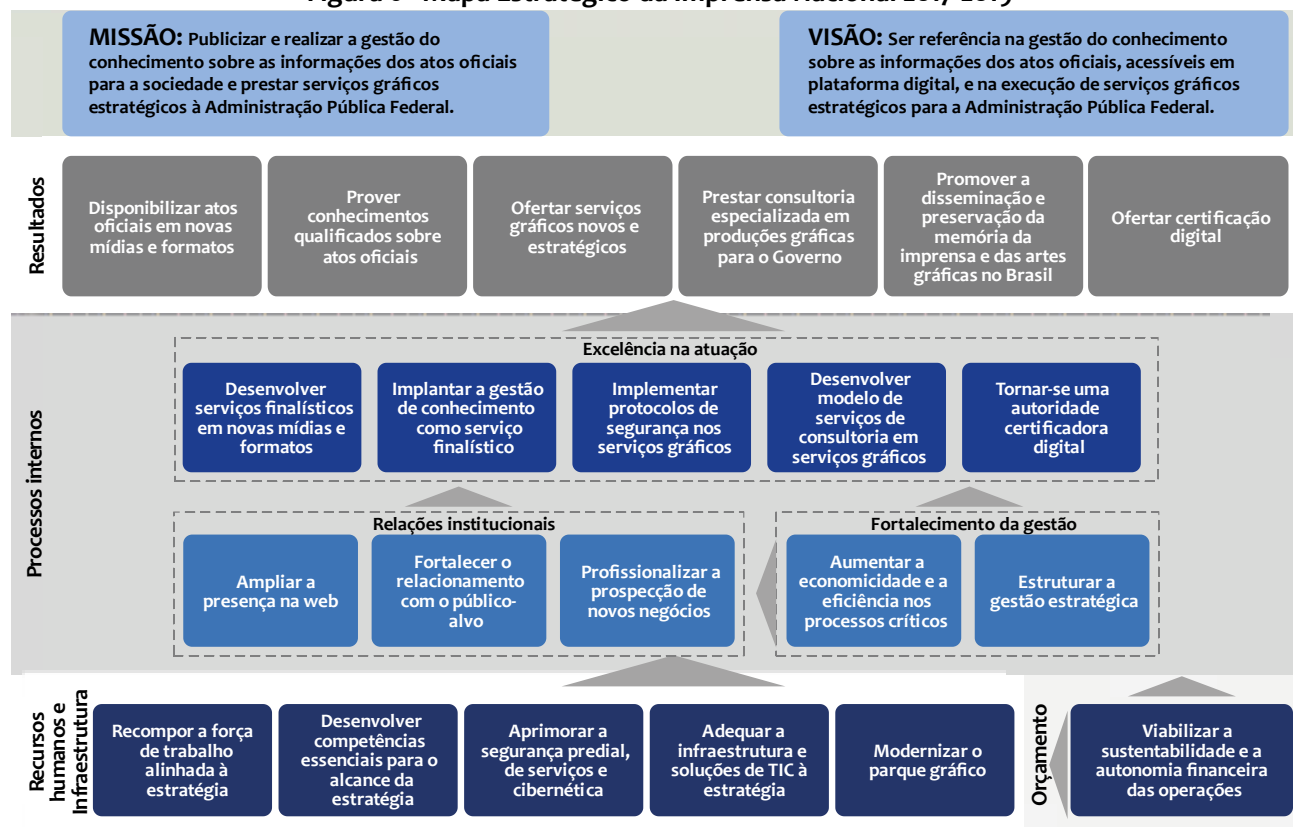 MISSÃO: Publicizar e realizar a gestão do
conhecimento sobre as informações dos atos oficiais
para a sociedade e prestar serviços gráficos
estratégicos à Administração Pública Federal.
VISÃO: Ser referência na gestão do conhecimento
sobre as informações dos atos oficiais, acessíveis em
plataforma digital, e na execução de serviços gráficos
estratégicos para a Administração Pública Federal.
Resultados
Disponibilizar atos
oficiais em novas
mídias e formatos
Prover
conhecimentos
qualificados sobre
atos oficiais
Ofertar serviços
gráficos novos e
estratégicos
Prestar consultoria
especializada em
produções gráficas
para o Governo
Promover a
disseminação e
preservação da
memória da
imprensa e das artes
gráficas no Brasil
Ofertar certificação
digital
Processos internos
Excelência na atuação
Desenvolver
serviços finalísticos
em novas mídias e
formatos
Implantar a gestão
de conhecimento
como serviço
finalístico
Implementar
protocolos de
segurança nos
serviços gráficos
Desenvolver
modelo de
serviços de
consultoria em
serviços gráficos
Tornar-se uma
autoridade
certificadora
digital
Relações institucionais
Ampliar a
presença na web
Fortalecer o
relacionamento
com o público-
alvo
Profissionalizar a
prospecção de
novos negócios
Fortalecimento da gestão
Aumentar a
economicidade e a
eficiência nos
processos críticos
Estruturar a
gestão estratégica
Recursos
humanos e
Infraestrutura
Recompor a força
de trabalho
alinhada à
estratégia
Desenvolver
competências
essenciais para o
alcance da
estratégia
Aprimorar a
segurança predial,
de serviços e
cibernética
Adequar a
infraestrutura e
soluções de TIC à
estratégia
Modernizar o
parque gráfico
Orçamento
Viabilizar a
sustentabilidade e a
autonomia financeira
das operações